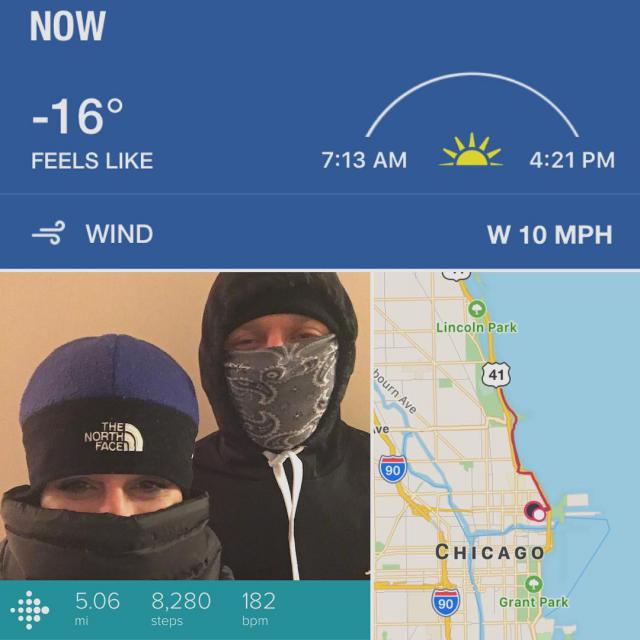 NOW
-16°
FEELS LIKE
7:13 AM
4:21 PM
WIND
W 10 MPH
THE
NORTH
FACE
5.06
8,280
182
mi
steps
bpm
Lincoln Park
41
bourn Ave
ve
90
CHICAGO
90
Grant Park